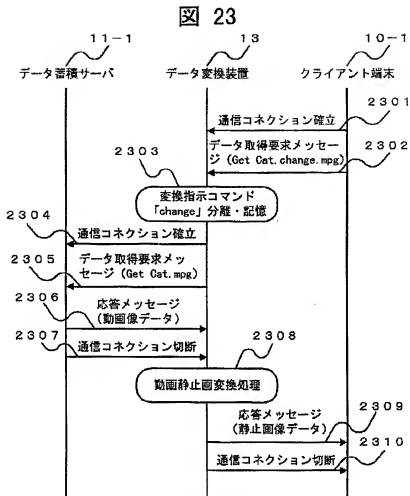 図 23
11-1
13
10-1
データ蓄積サーバ
データ変換装置
クライアント端末
2301
通信コネクション確立
2302
データ取得要求メッセー
ジ(Get Cat.change.mpg)
2303
変換指示コマンド
「change」分離・記憶
2304
通信コネクション確立
2305
データ取得要求メッ
セージ(Get Cat.mpg)
2306
応答メッセージ
(動画像データ)
2307
通信コネクション切断
2308
動画静止画変換処理
2309
応答メッセージ
(静止画像データ)
2310
通信コネクション切断